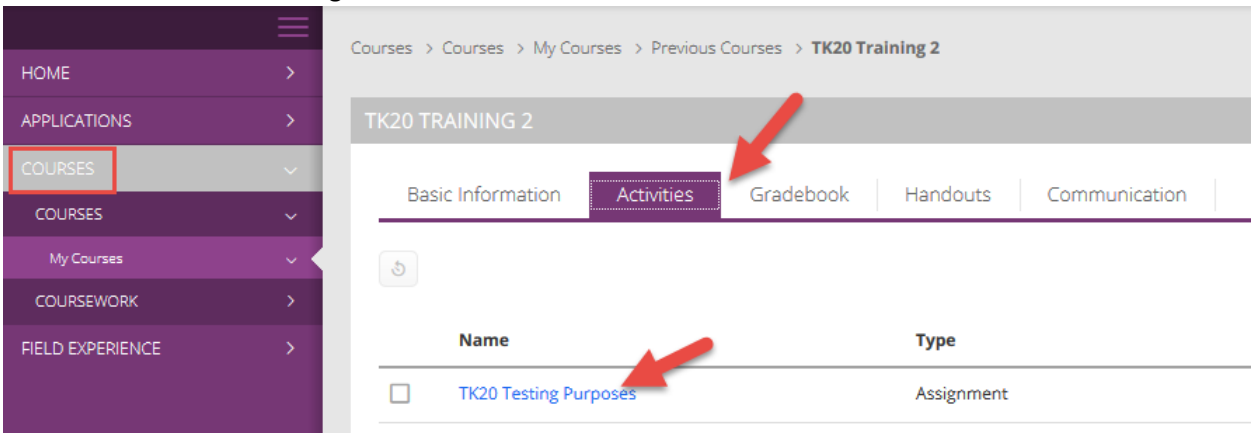 Courses > Courses > My Courses > Previous Courses > TK20 Training 2
HOME
APPLICATIONS
COURSES
COURSES
My Courses
COURSEWORK
FIELD EXPERIENCE
TK20 TRAINING 2
Basic Information Activities Gradebook Handouts Communication
Name Type
TK20 Testing Purposes Assignment